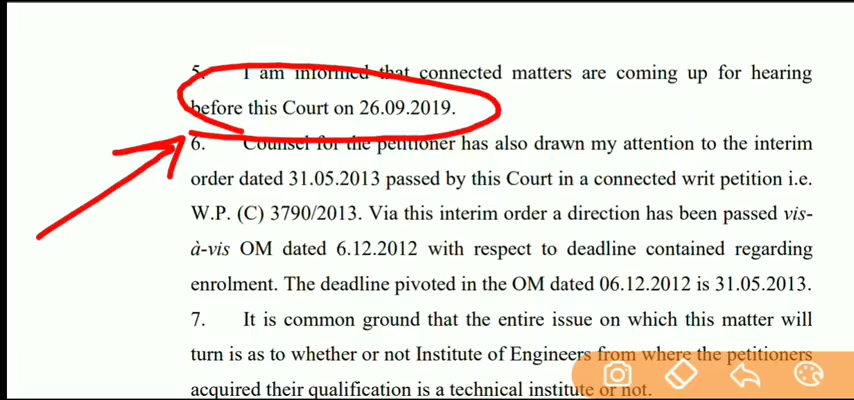 5. I am informed that connected matters are coming up for hearing
before this Court on 26.09.2019.
6. Counsel for the petitioner has also drawn my attention to the interim
order dated 31.05.2013 passed by this Court in a connected writ petition i.e.
W.P. (C) 3790/2013. Via this interim order a direction has been passed vis-
à-vis OM dated 6.12.2012 with respect to deadline contained regarding
enrolment. The deadline pivoted in the OM dated 06.12.2012 is 31.05.2013.
7. It is common ground that the entire issue on which this matter will
turn is as to whether or not Institute of Engineers from where the petitioners
acquired their qualification is a technical institute or not.